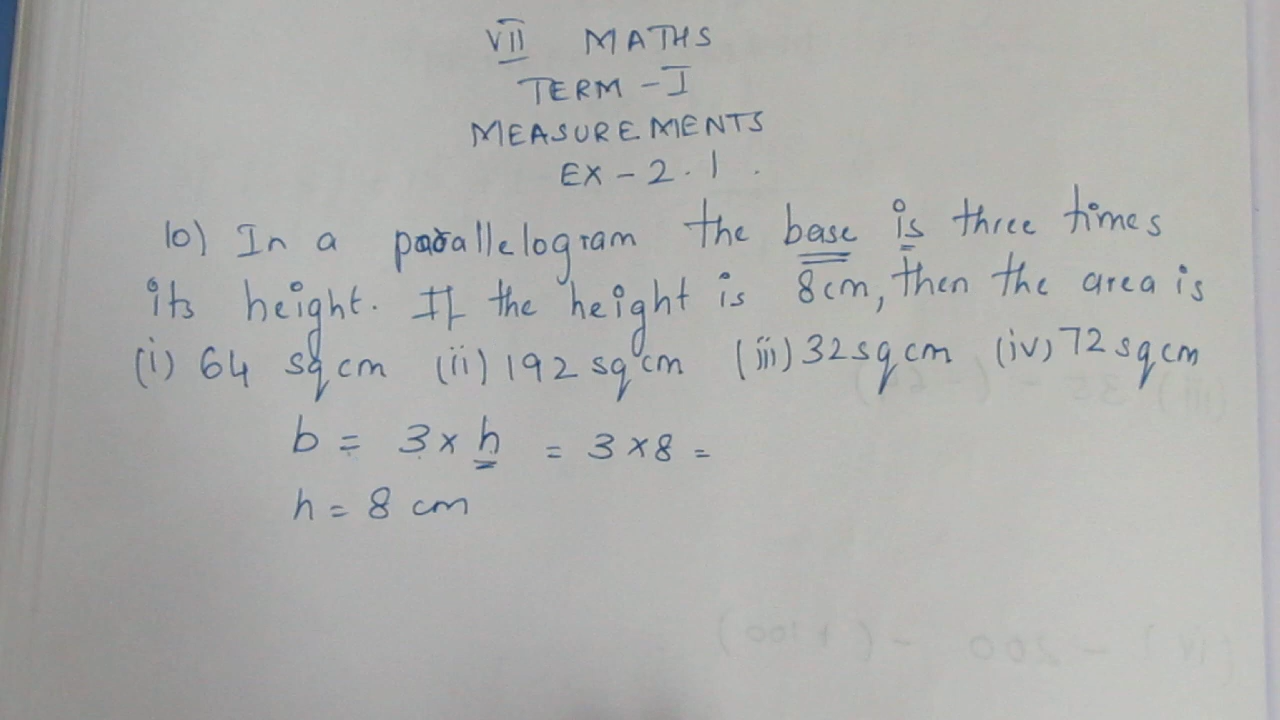 VII MATHS
TERM - I
MEASUREMENTS
EX - 2.1.
10) In a parallelogram the base is three times
its height. If the height is 8cm, then the area is
(i) 64 sq cm (ii) 192 sq cm (iii) 32 sq cm (iv) 72 sq cm
b = 3 × h = 3 × 8 =
h = 8 cm